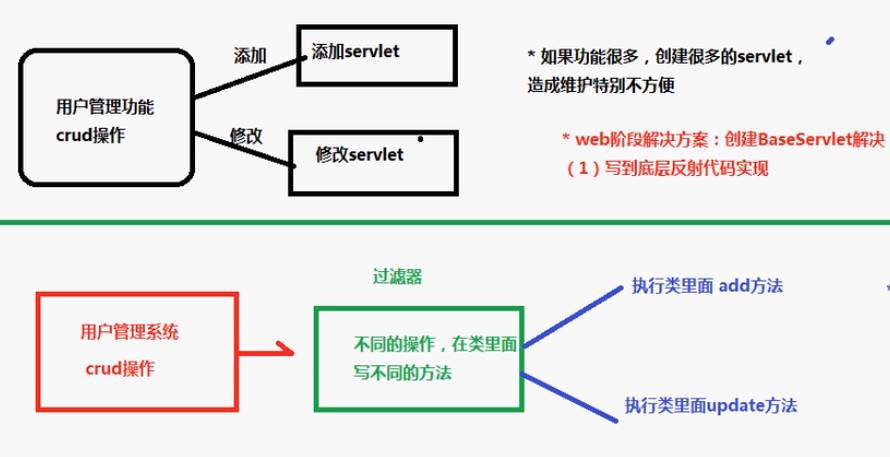 添加
添加servlet
用户管理功能
crud操作
修改
修改servlet
* 如果功能很多，创建很多的servlet，
造成维护特别不方便
* web阶段解决方案：创建BaseServlet解决
（1）写到底层反射代码实现
过滤器
用户管理系统
crud操作
不同的操作，在类里面
写不同的方法
执行类里面 add方法
执行类里面update方法
*